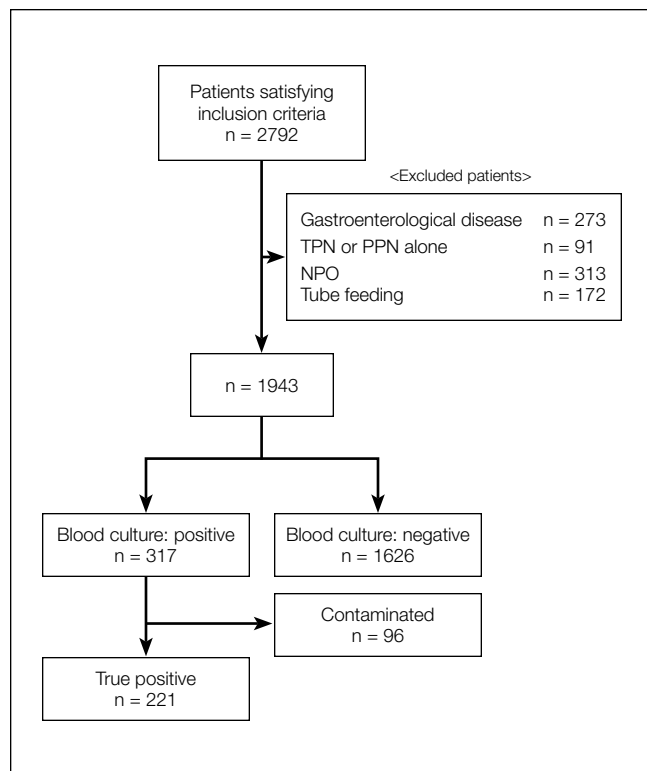 Patients satisfying
inclusion criteria
n = 2792
<Excluded patients>
Gastroenterological disease n = 273
TPN or PPN alone n = 91
NPO n = 313
Tube feeding n = 172
n = 1943
Blood culture: positive
n = 317
Blood culture: negative
n = 1626
Contaminated
n = 96
True positive
n = 221